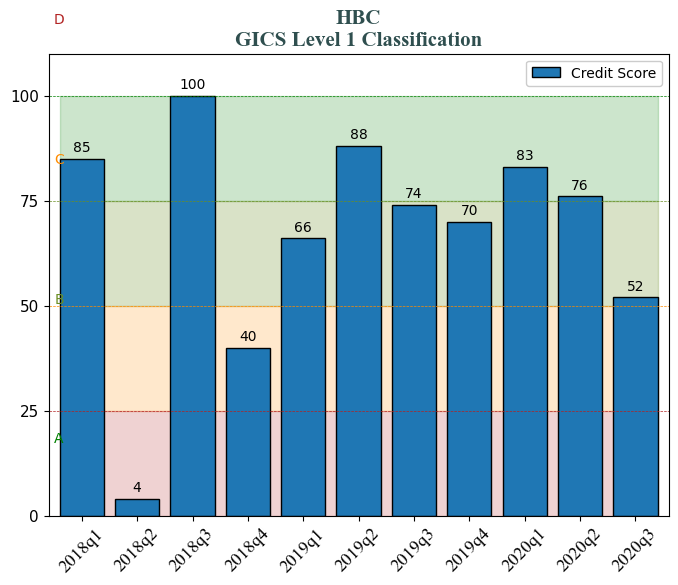 D
HBC
GICS Level 1 Classification
Credit Score
100
75
50
25
0
C
B
A
85
4
100
40
66
88
74
70
83
76
52
2018q1
2018q2
2018q3
2018q4
2019q1
2019q2
2019q3
2019q4
2020q1
2020q2
2020q3